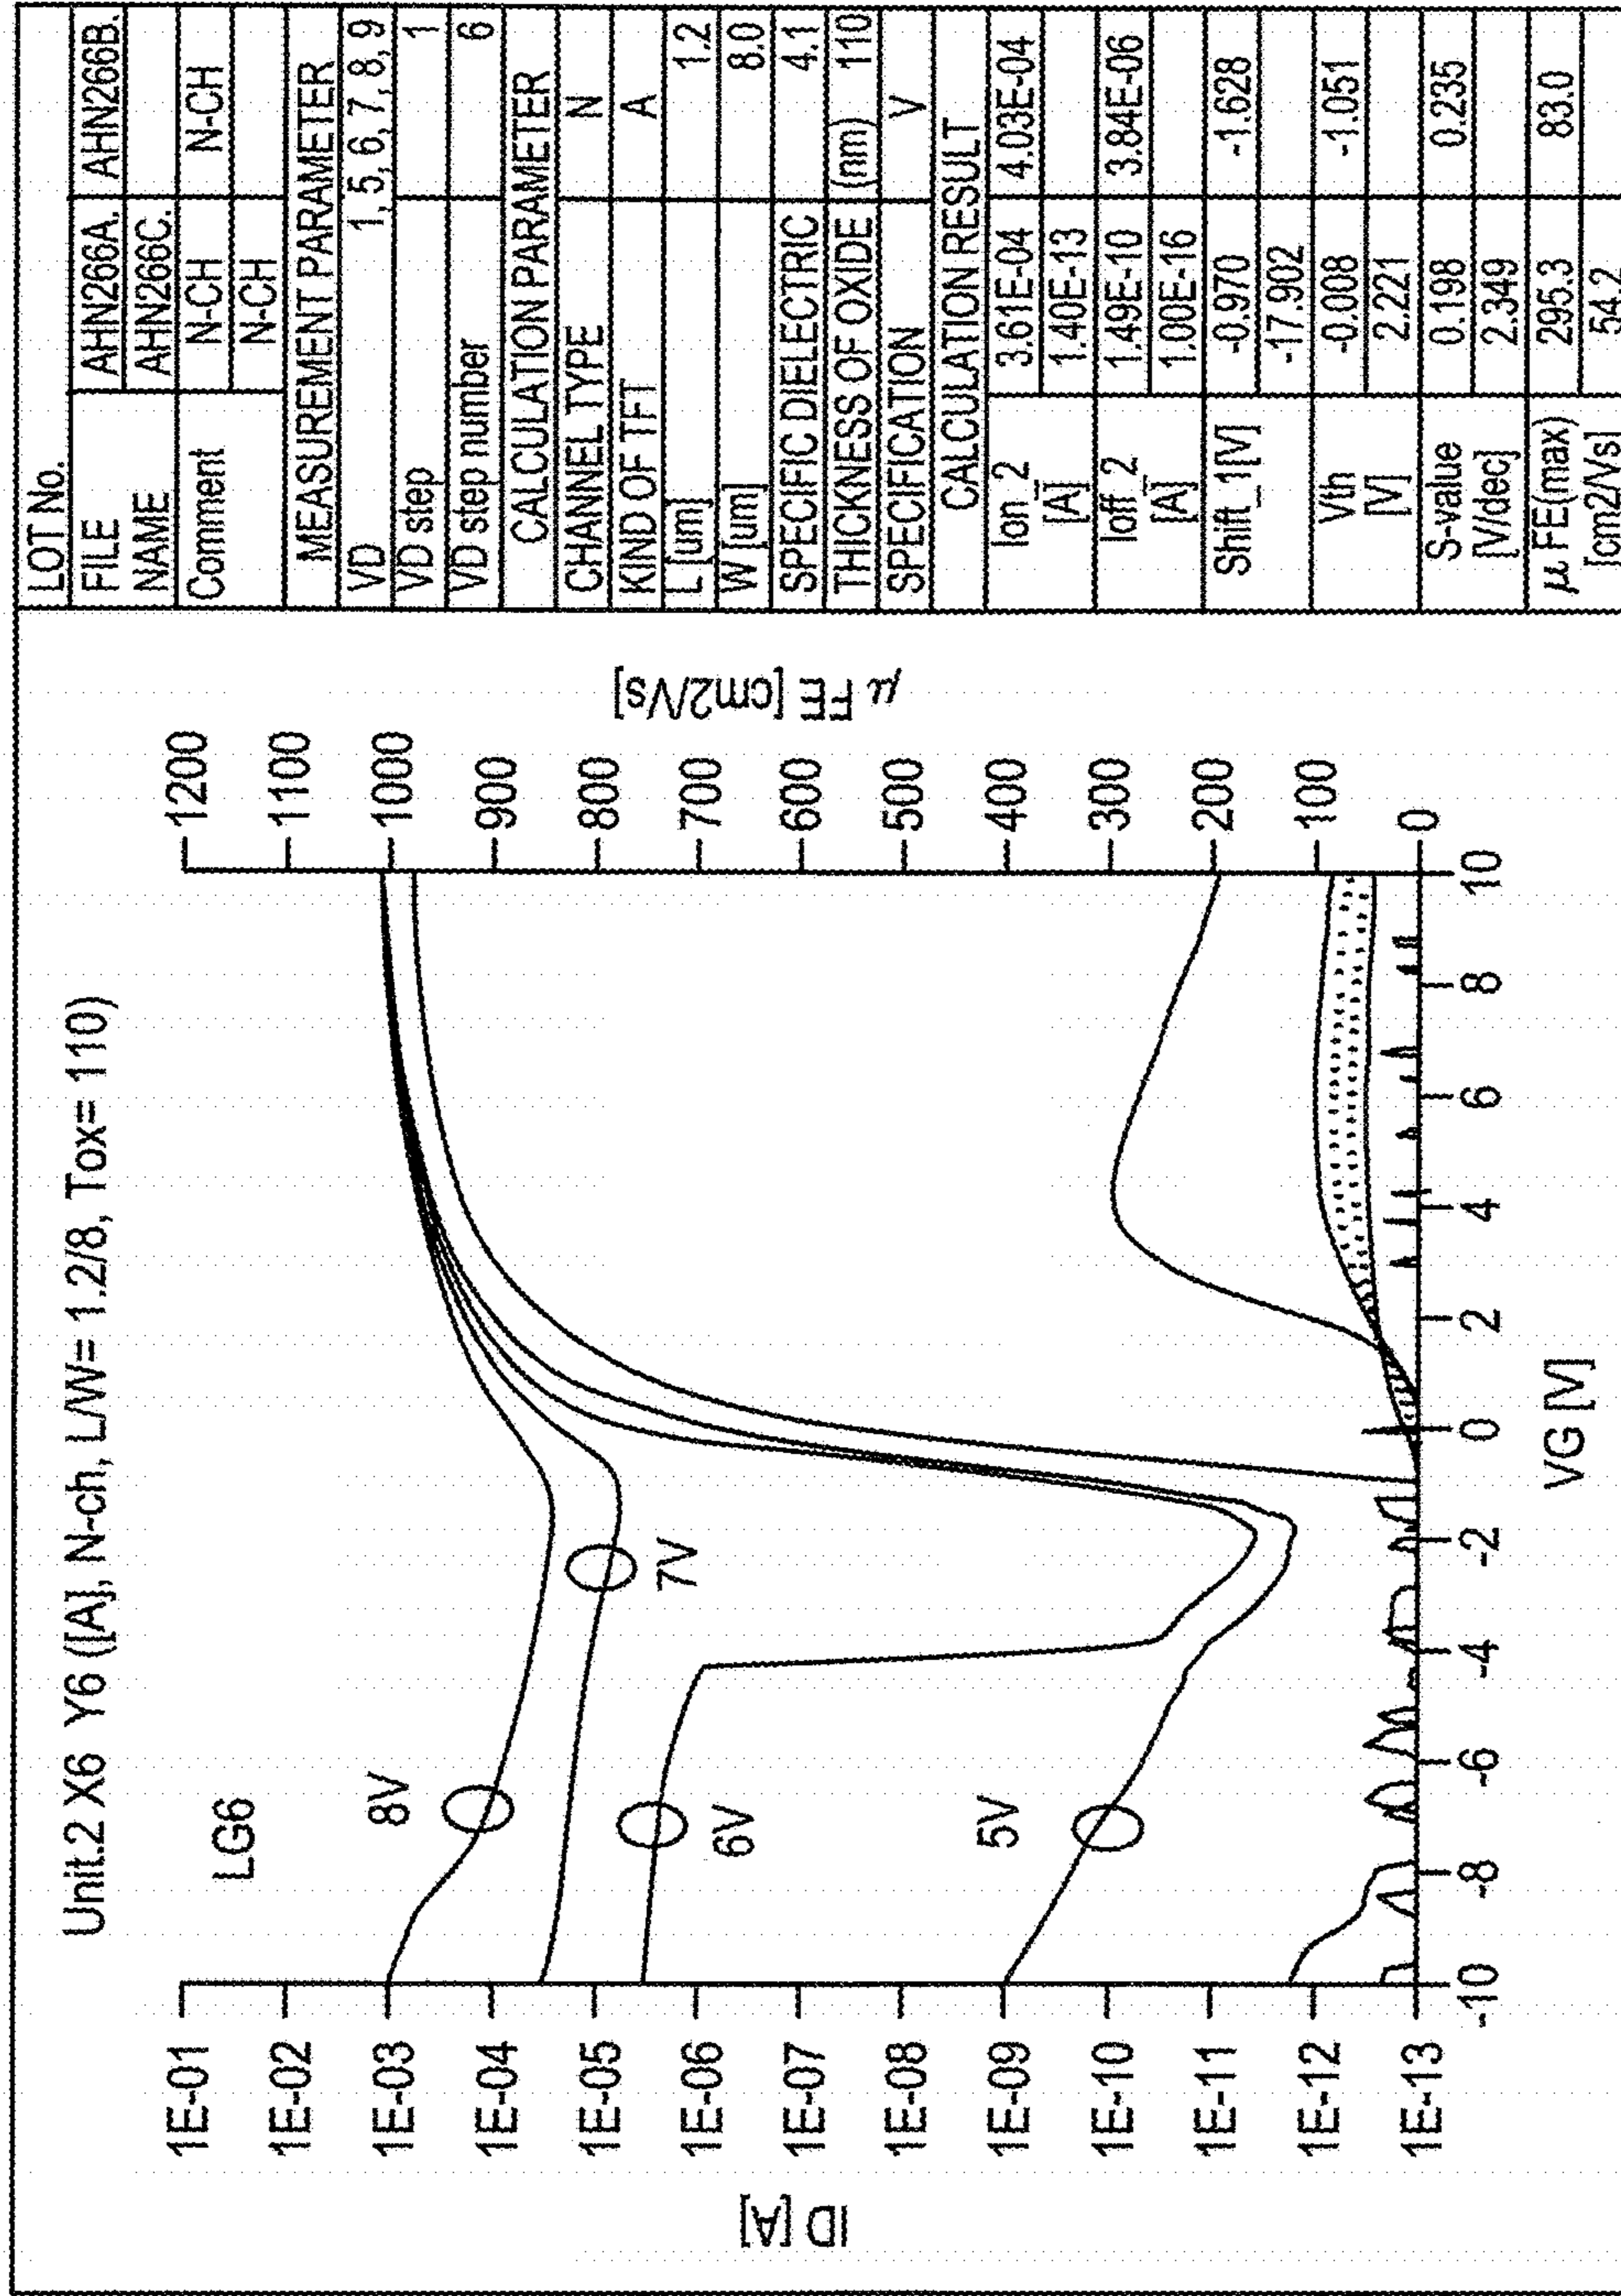 Unit.2 X6 Y6 ([A], N-ch, L/W= 1.2/8, Tox= 110)
LG6
8V
7V
6V
5V
ID [A]
1E-01
1E-02
1E-03
1E-04
1E-05
1E-06
1E-07
1E-08
1E-09
1E-10
1E-11
1E-12
1E-13
-10 -8 -6 -4 -2 0 2 4 6 8 10
VG [V]
1200
1100
1000
900
800
700
600
500
400
300
200
100
0
μ FE [cm2/Vs]
LOT No.
FILE AHN266A. AHN266B.
NAME AHN266C.
Comment N-CH N-CH
N-CH
MEASUREMENT PARAMETER
VD 1, 5, 6, 7, 8, 9
VD step 1
VD step number 6
CALCULATION PARAMETER
CHANNEL TYPE N
KIND OF TFT A
L [um] 1.2
W [um] 8.0
SPECIFIC DIELECTRIC 4.1
THICKNESS OF OXIDE (nm) 110
SPECIFICATION V
CALCULATION RESULT
Ion_2 3.61E-04 4.03E-04
[A] 1.40E-13
Ioff_2 1.49E-10 3.84E-06
[A] 1.00E-16
Shift_1[V] -0.970 -1.628
-17.902
Vth -0.008 -1.051
[V] 2.221
S-value 0.198 0.235
[V/dec] 2.349
μ FE(max) 295.3 83.0
[cm2/Vs] 54.2